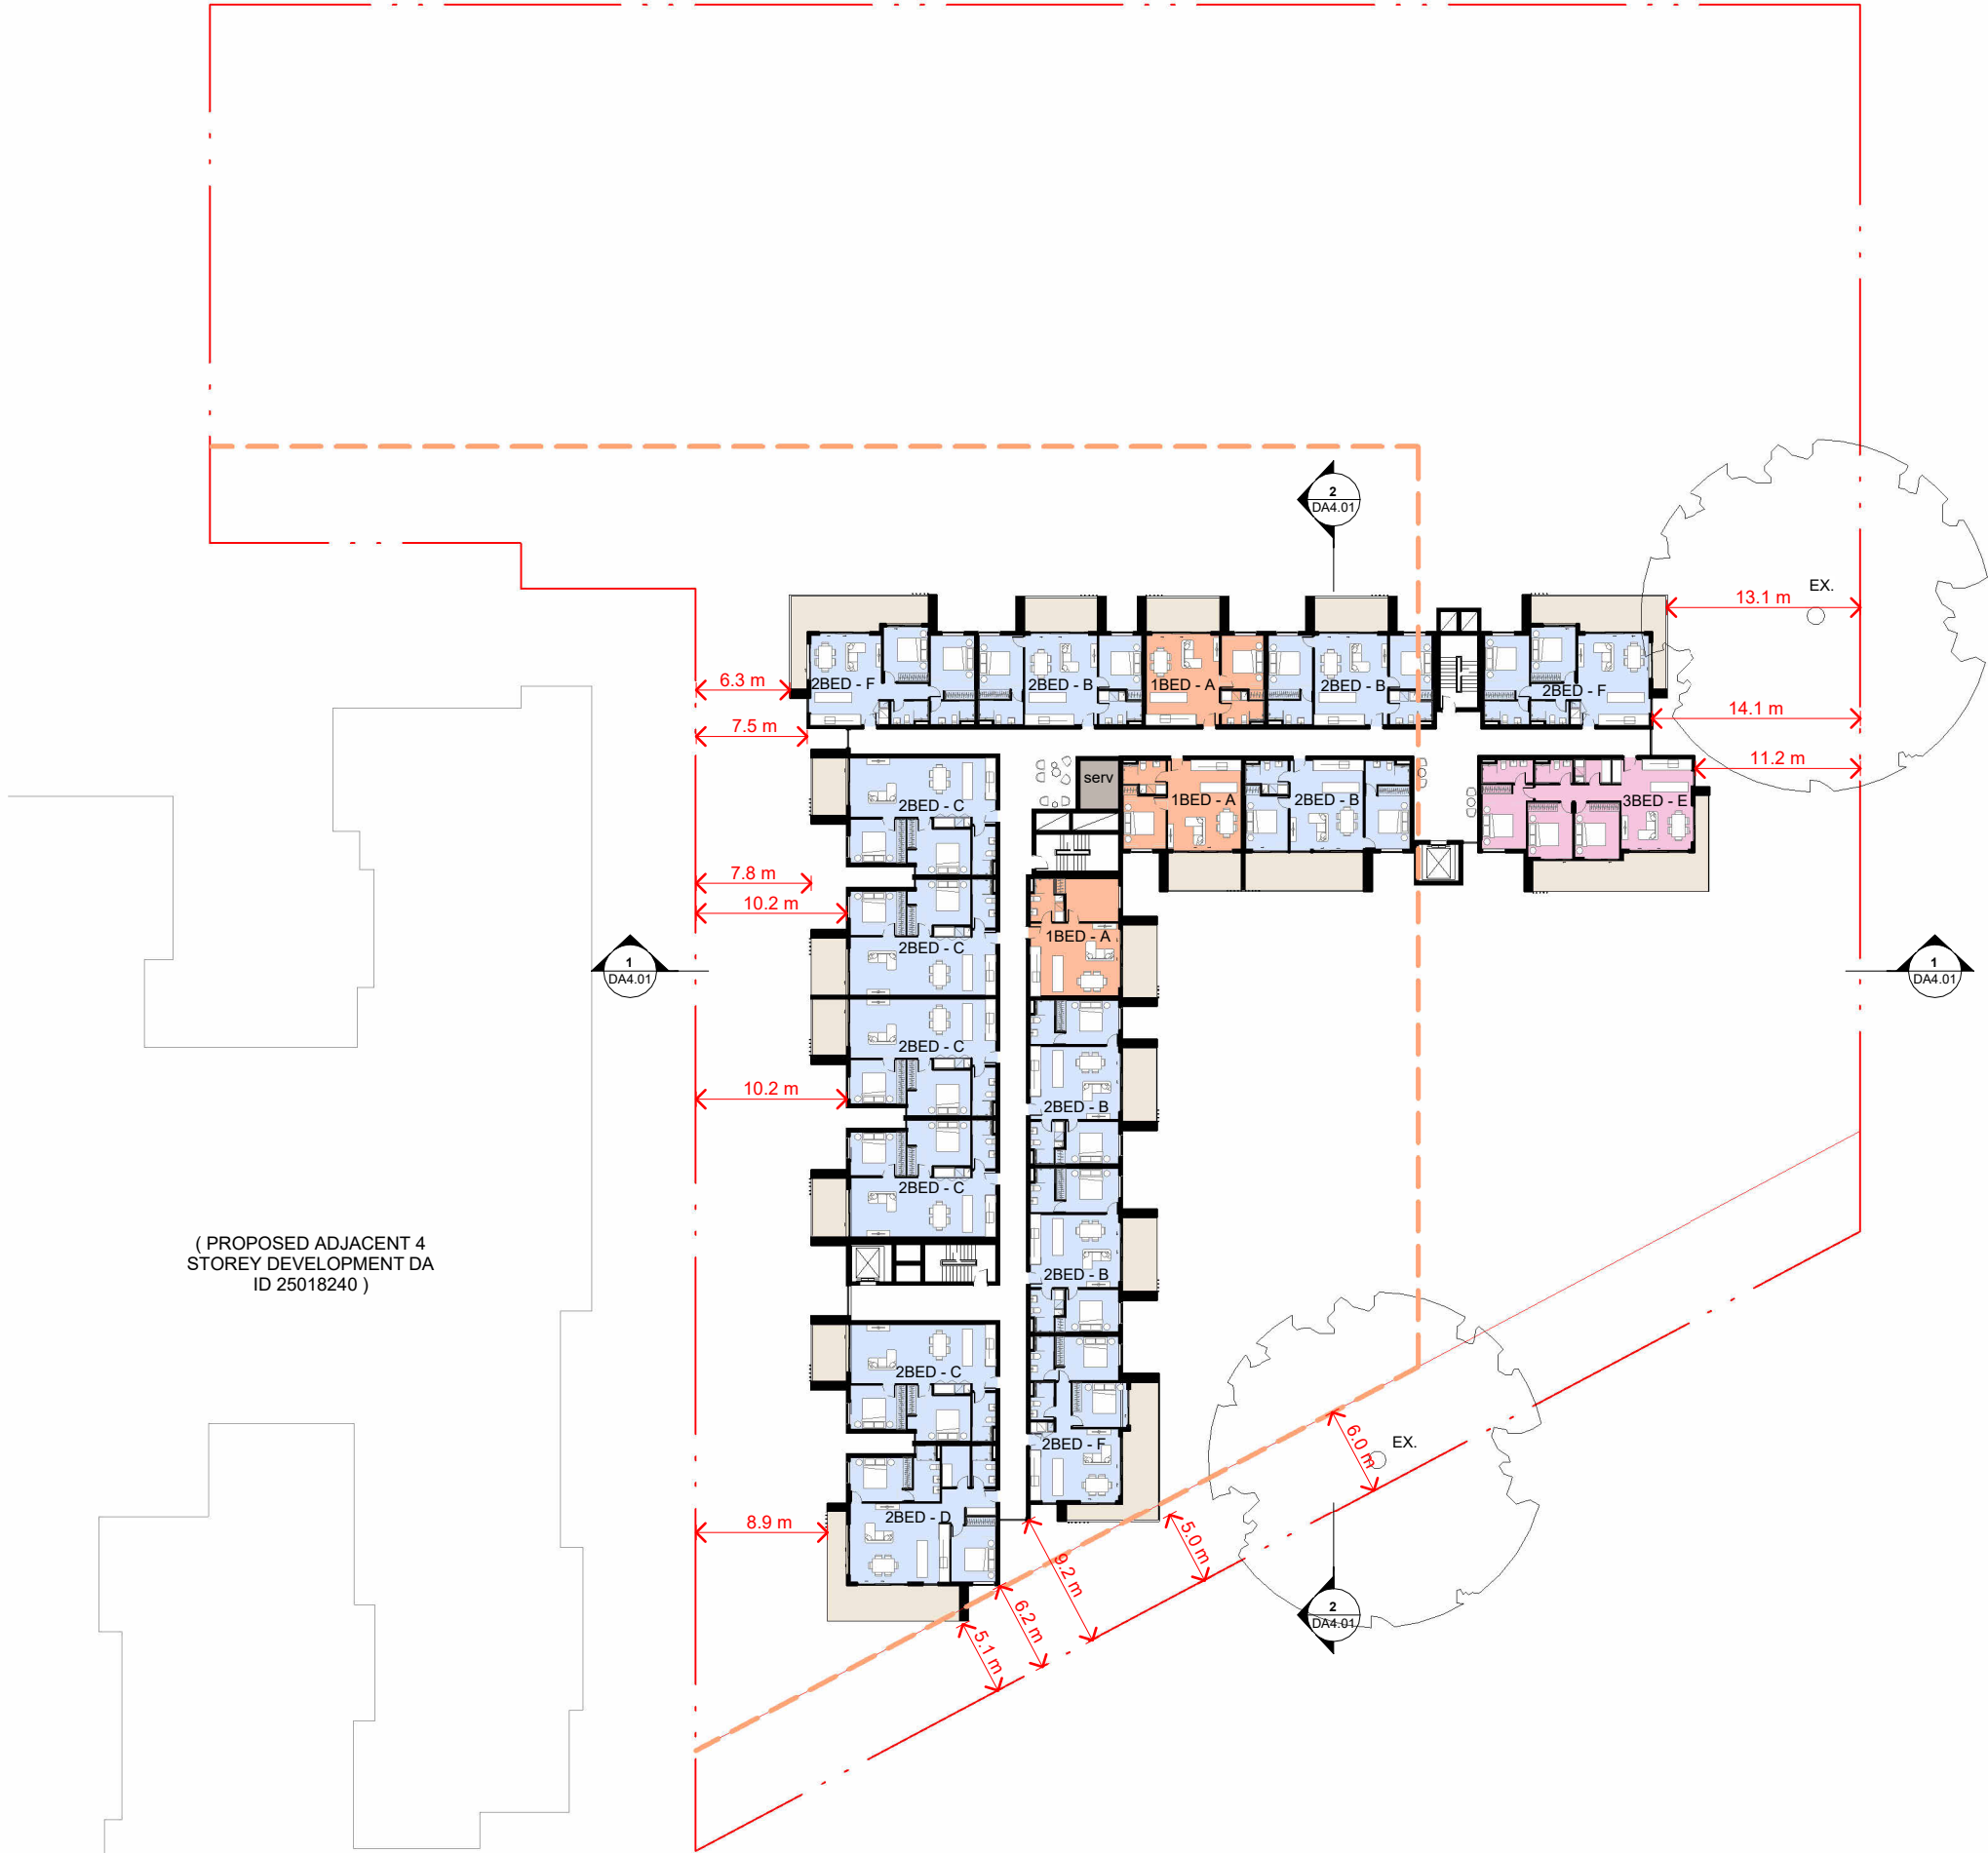 2
DA4.01
EX.
13.1 m
6.3 m
2BED - F
2BED - B
1BED - A
2BED - B
2BED - F
7.5 m
14.1 m
11.2 m
serv
2BED - C
1BED - A
2BED - B
3BED - E
7.8 m
10.2 m
2BED - C
1BED - A
1
DA4.01
1
DA4.01
2BED - C
10.2 m
2BED - B
2BED - C
( PROPOSED ADJACENT 4
STOREY DEVELOPMENT DA
ID 25018240 )
2BED - B
2BED - C
2BED - F
6.0 m
EX.
8.9 m
2BED - D
9.2 m
5.0 m
6.2 m
5.1 m
2
DA4.01